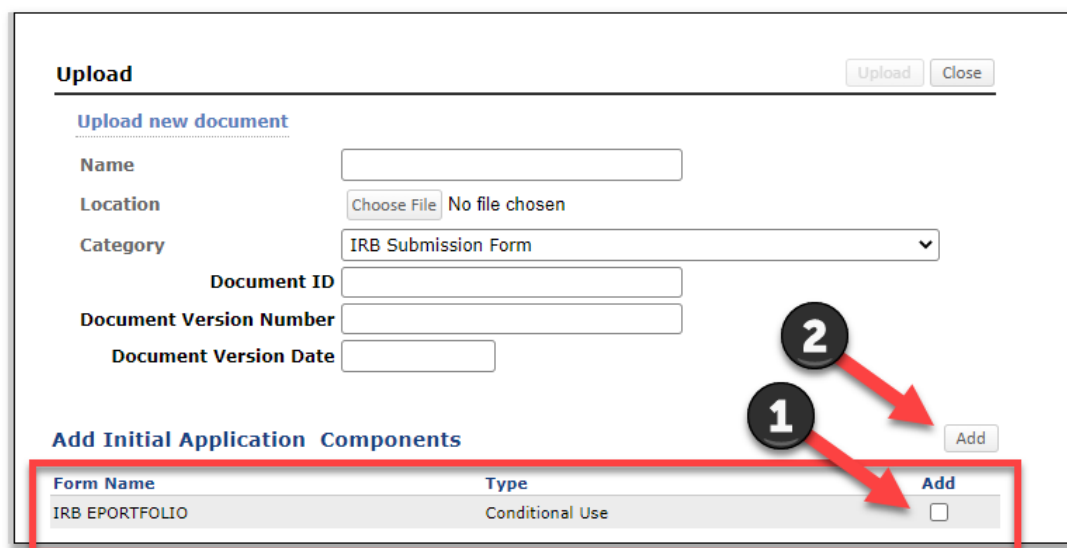 Upload Upload Close
Upload new document
Name
Location Choose File No file chosen
Category IRB Submission Form
Document ID
Document Version Number
2
Document Version Date
1
Add Initial Application Components Add
Form Name Type Add
IRB EPORTFOLIO Conditional Use